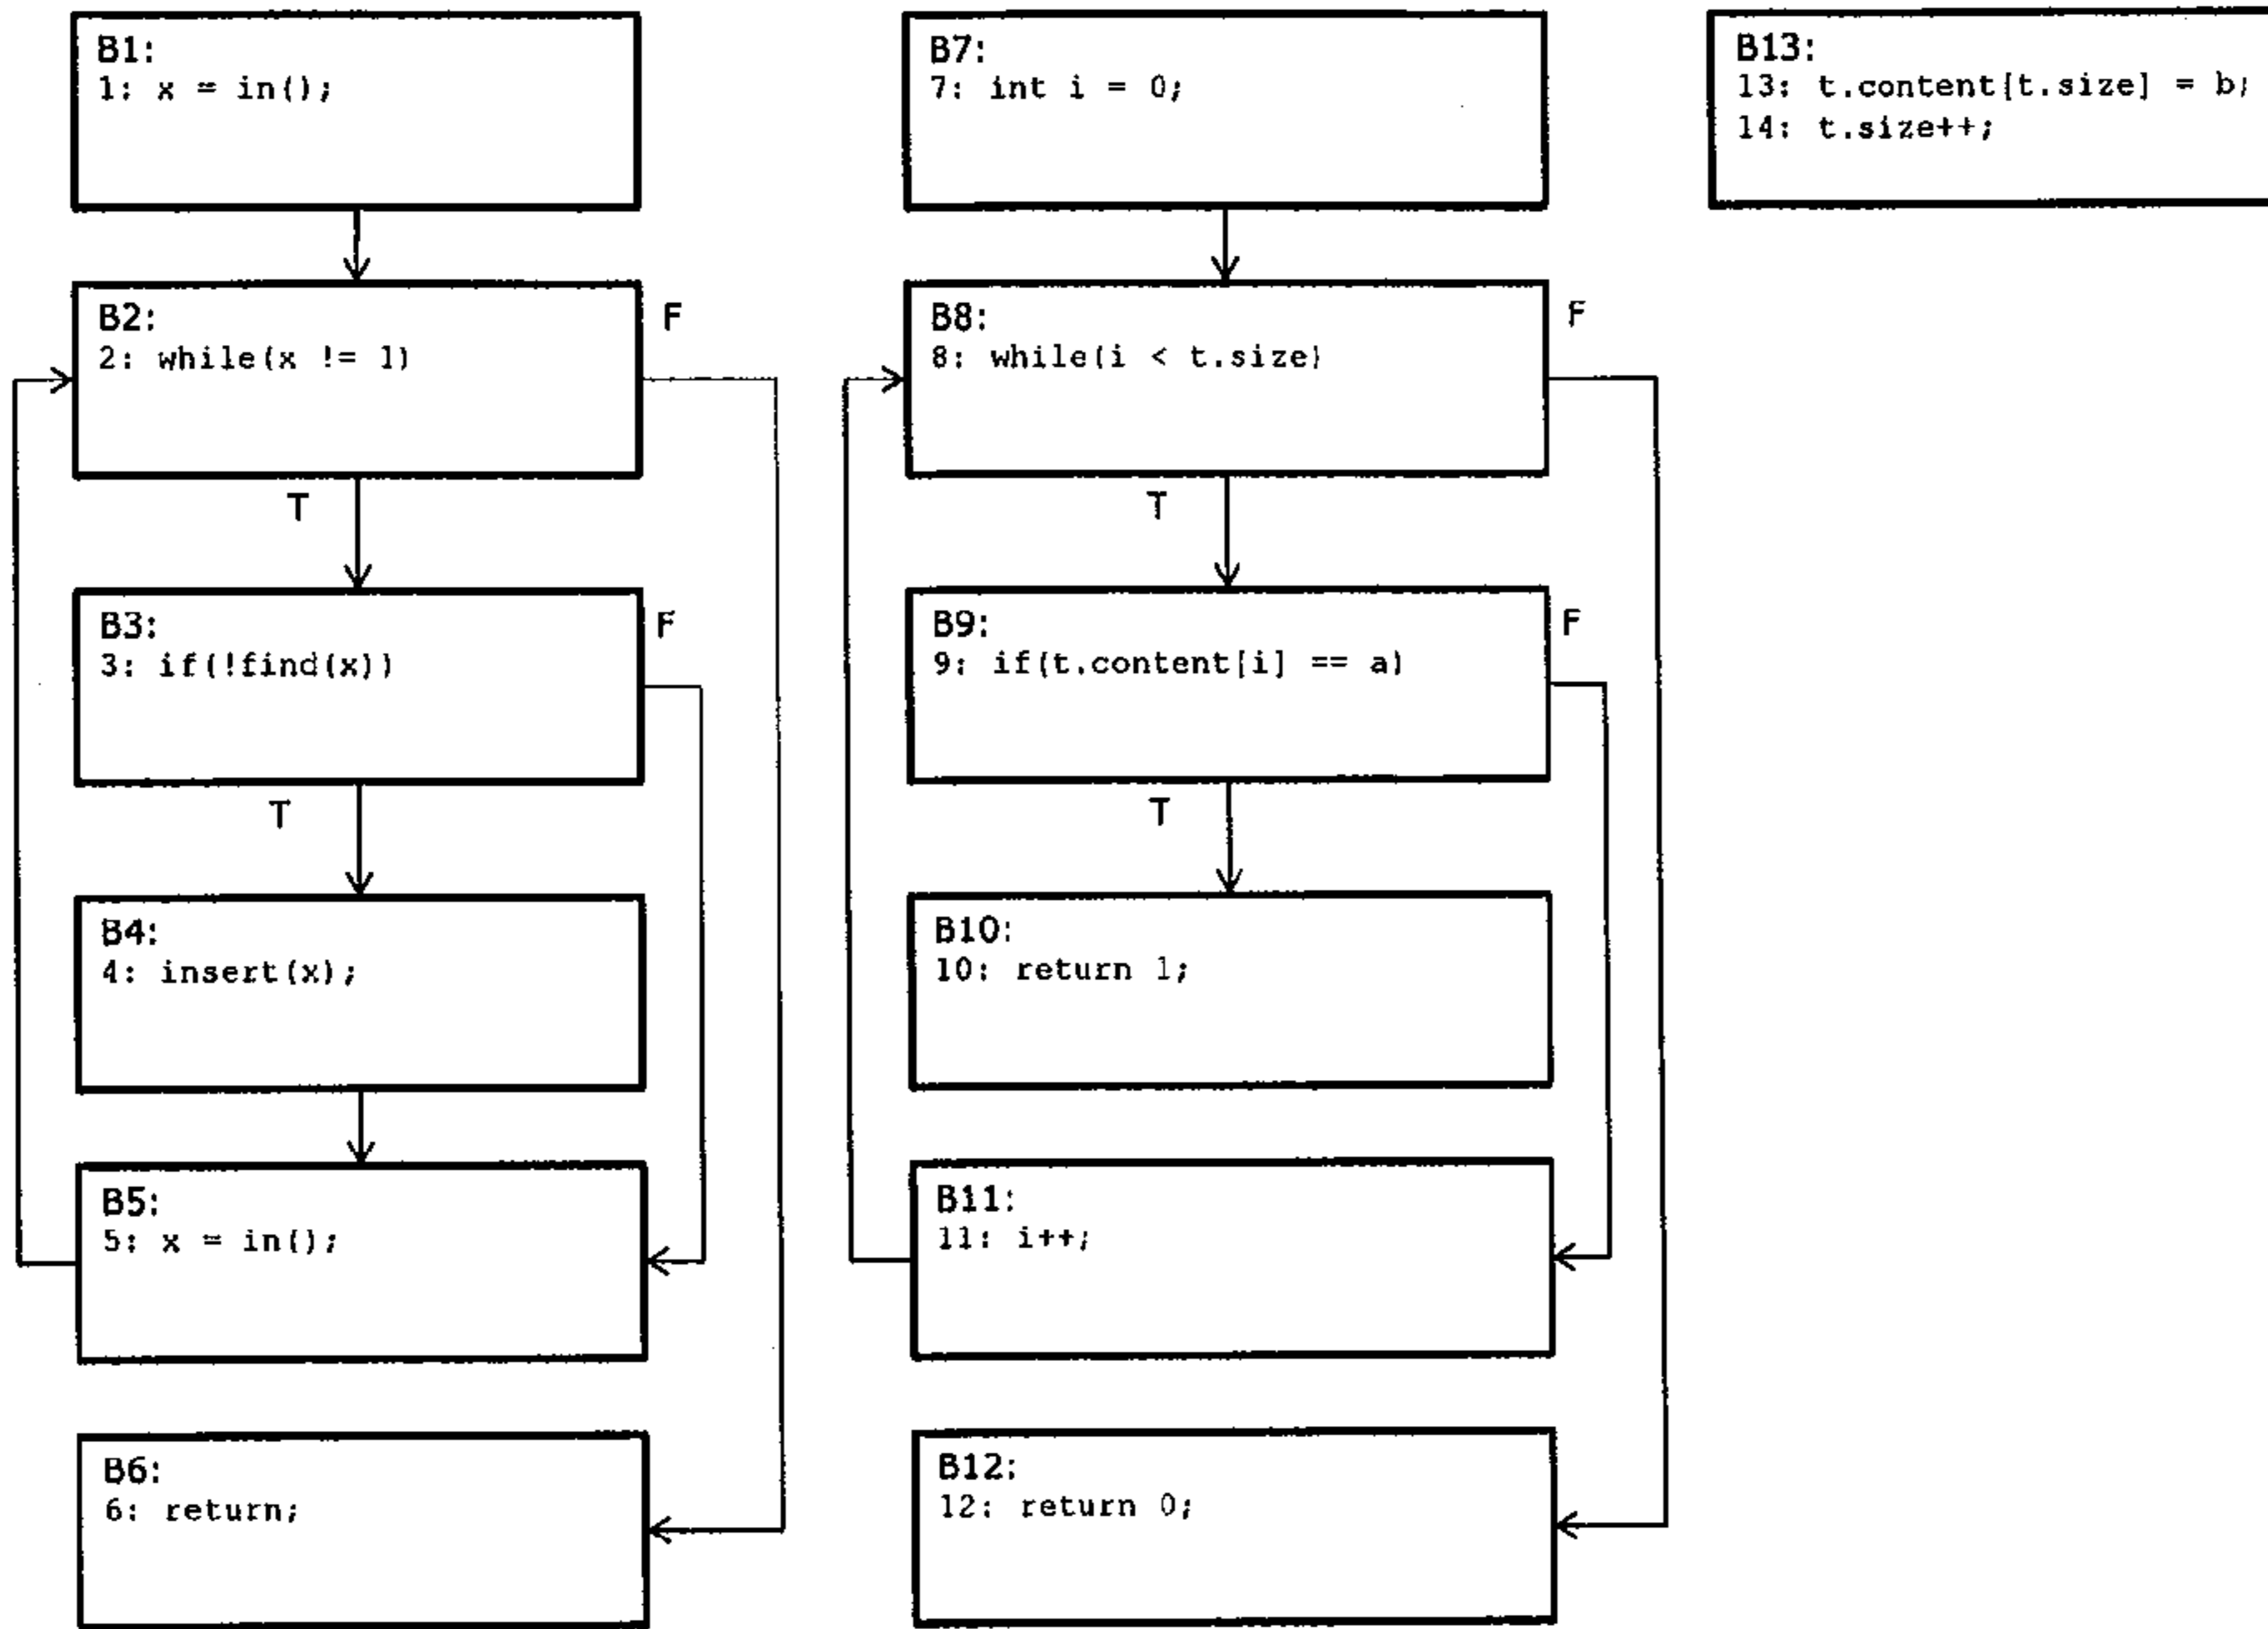 B1:
1: x = in();
B2:
2: while(x != 1)
F
T
B3:
3: if(!find(x))
F
T
B4:
4: insert(x);
B5:
5: x = in();
B6:
6: return;
B7:
7: int i = 0;
B8:
8: while(i < t.size)
F
T
B9:
9: if(t.content[i] == a)
F
T
B10:
10: return 1;
B11:
11: i++;
B12:
12: return 0;
B13:
13: t.content[t.size] = b;
14: t.size++;